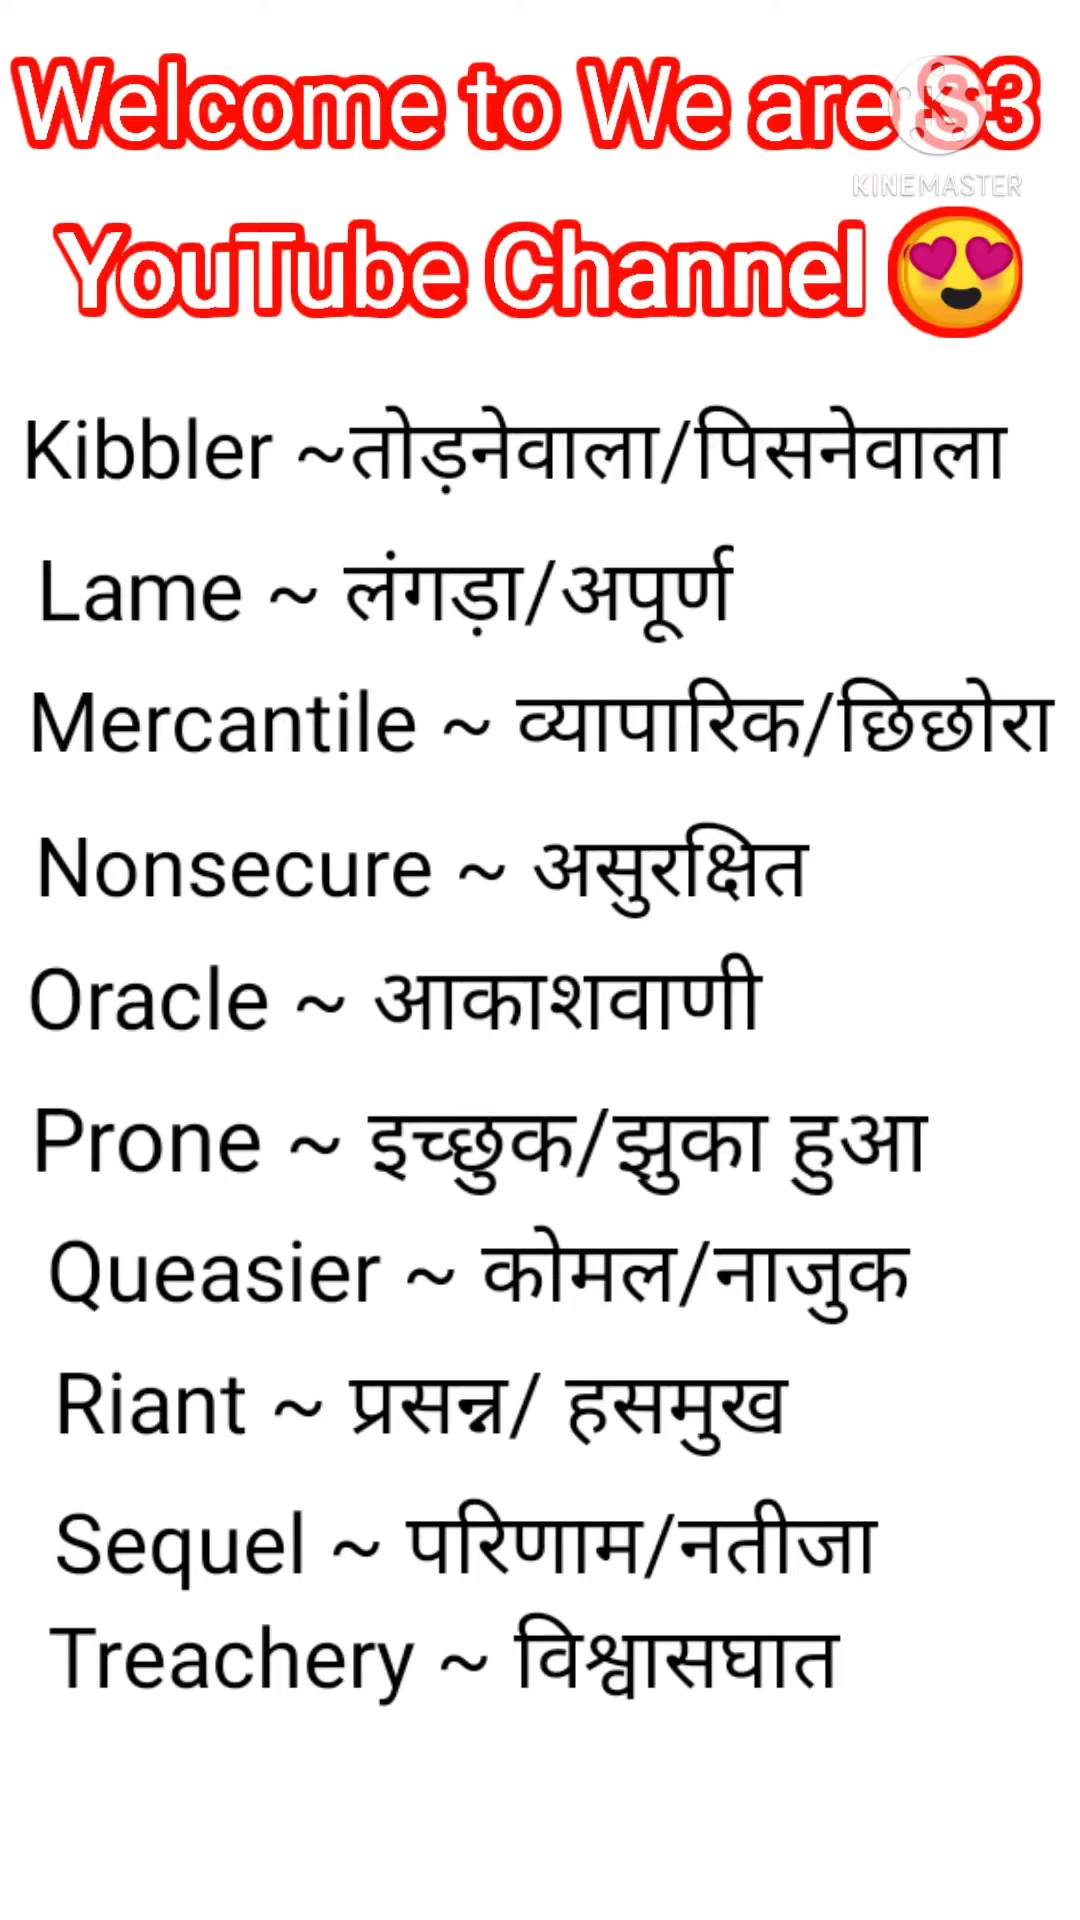 Welcome to We are S3
KINEMASTER
YouTube Channel 😍
Kibbler ~तोड़नेवाला/पिसनेवाला
Lame ~ लंगड़ा/अपूर्ण
Mercantile ~ व्यापारिक/छिछोरा
Nonsecure ~ असुरक्षित
Oracle ~ आकाशवाणी
Prone ~ इच्छुक/झुका हुआ
Queasier ~ कोमल/नाजुक
Riant ~ प्रसन्न/ हसमुख
Sequel ~ परिणाम/नतीजा
Treachery ~ विश्वासघात